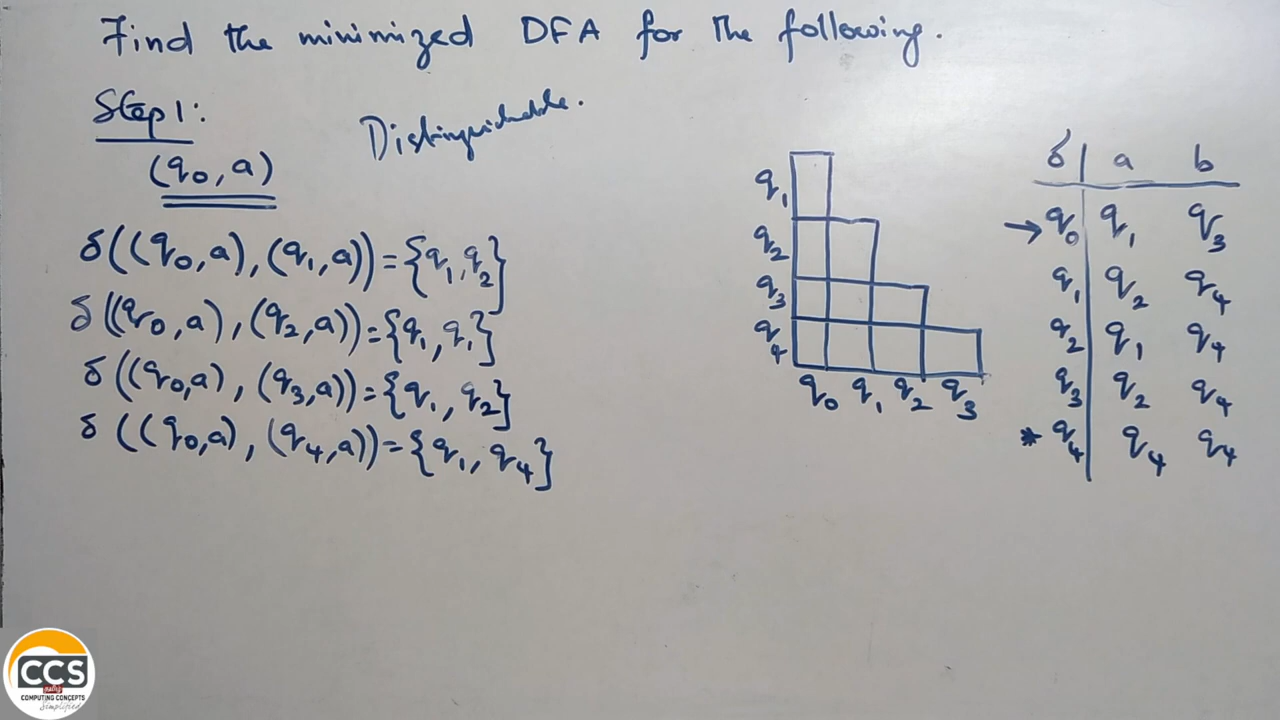 Find the minimized DFA for the following.
Step1:
Distinguishable.
(q₀, a)
δ((q₀, a), (q₁, a)) = {q₁, q₂}
δ((q₀, a), (q₂, a)) = {q₁, q₁}
δ((q₀, a), (q₃, a)) = {q₁, q₂}
δ((q₀, a), (q₄, a)) = {q₁, q₄}
q₁
q₂
q₃
q₄
q₀ q₁ q₂ q₃
δ a b
→ q₀ q₁ q₃
q₁ q₂ q₄
q₂ q₁ q₄
q₃ q₂ q₄
* q₄ q₄ q₄
CCS
COMPUTING CONCEPTS
Simplified